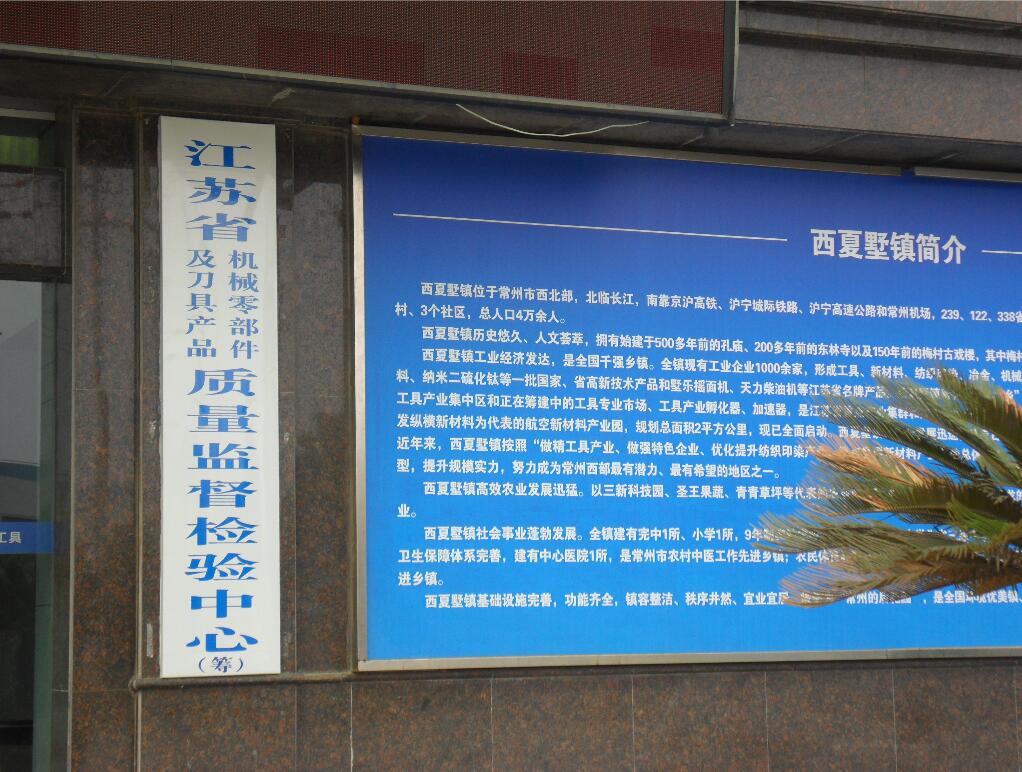 江苏省
机械零部件
及刀具产品
质量监督检验中心
（筹）
工具
西夏墅镇简介
西夏墅镇位于常州市西北部，北临长江，南靠京沪高铁、沪宁城际铁路、沪宁高速公路和常州机场，239、122、338省
村、3个社区，总人口4万余人。
西夏墅镇历史悠久、人文荟萃，拥有始建于500多年前的孔庙、200多年前的东林寺以及150年前的梅村古戏楼，其中梅村
西夏墅镇工业经济发达，是全国千强乡镇。全镇现有工业企业1000余家，形成工具、新材料、纺织 冶金、机械
料、纳米二硫化钛等一批国家、省高新技术产品和墅乐摇面机、天力柴油机等江苏省名牌产品
工具产业集中区和正在筹建中的工具专业市场、工具产业孵化器、加速器，是江
发纵横新材料为代表的航空新材料产业园，规划总面积2平方公里，现已全面启动。西夏墅 展迅速
近年来，西夏墅镇按照“做精工具产业、做强特色企业、优化提升纺织印染产 新材料产
型，提升规模实力，努力成为常州西部最有潜力、最有希望的地区之一。
西夏墅镇高效农业发展迅猛。以三新科技园、圣王果蔬、青青草坪等代表的
业。
西夏墅镇社会事业蓬勃发展。全镇建有完中1所、小学1所，9年制
卫生保障体系完善，建有中心医院1所，是常州市农村中医工作先进乡镇；农民体
进乡镇。
西夏墅镇基础设施完善，功能齐全，镇容整洁、秩序井然、宜业宜居 常州的 ，是全国环境优美镇、